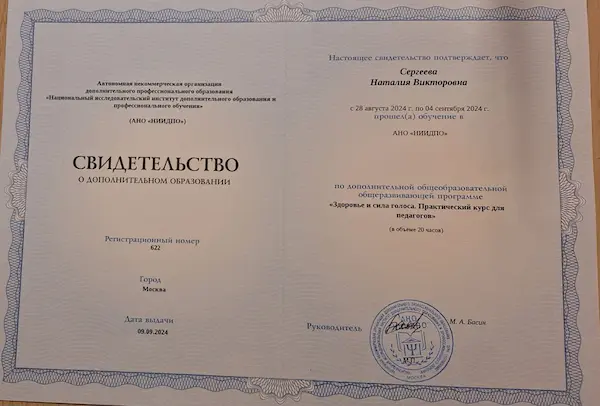 Автономная некоммерческая организация
дополнительного профессионального образования
«Национальный исследовательский институт дополнительного образования и
профессионального обучения»
(АНО «НИИДПО»)
СВИДЕТЕЛЬСТВО
О ДОПОЛНИТЕЛЬНОМ ОБРАЗОВАНИИ
Регистрационный номер
622
Город
Москва
Дата выдачи
09.09.2024
Настоящее свидетельство подтверждает, что
Сергеева
Наталия Викторовна
с 28 августа 2024 г. по 04 сентября 2024 г.
прошел(а) обучение в
АНО «НИИДПО»
по дополнительной общеобразовательной
общеразвивающей программе
«Здоровье и сила голоса. Практический курс для
педагогов»
(в объеме 20 часов)
Руководитель
М. А. Басич
АНО
МОСКВА